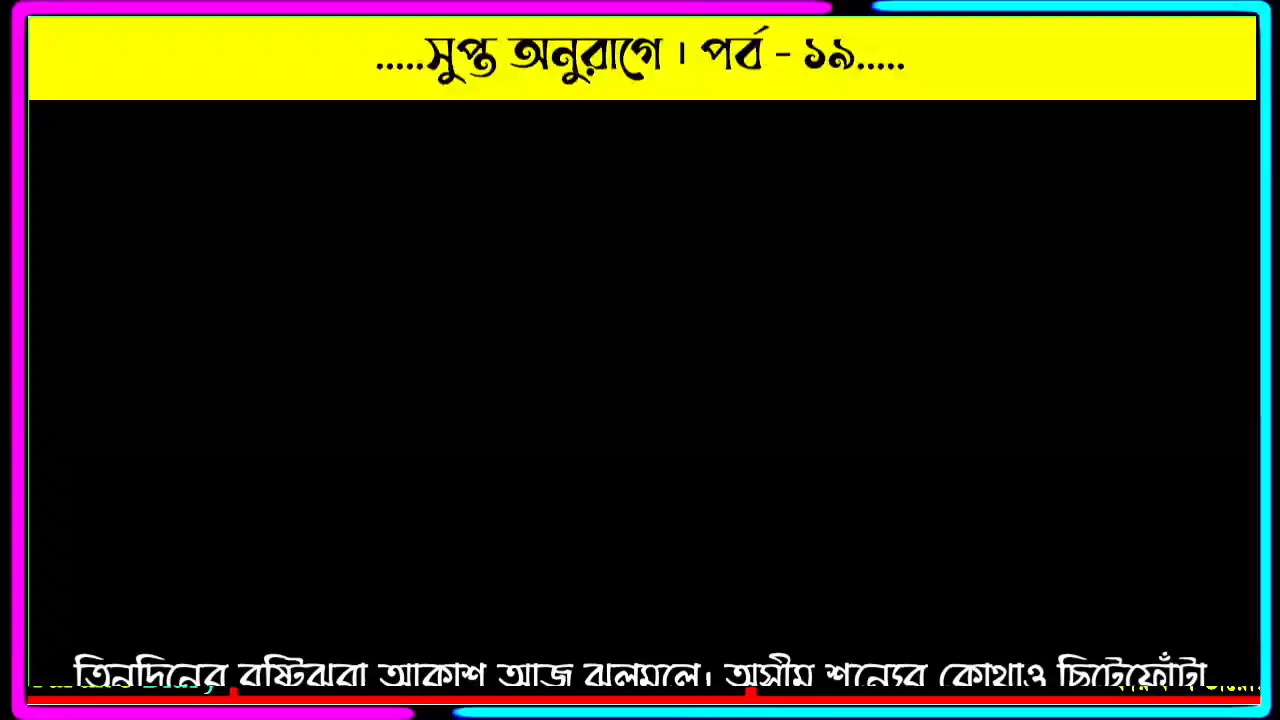 .....সুপ্ত অনুরাগে । পর্ব - ১৯.....
তিনদিনের বৃষ্টিঝরা আকাশ আজ ঝলমলে। অসীম শূন্যের কোথাও ছিটেফোঁটা